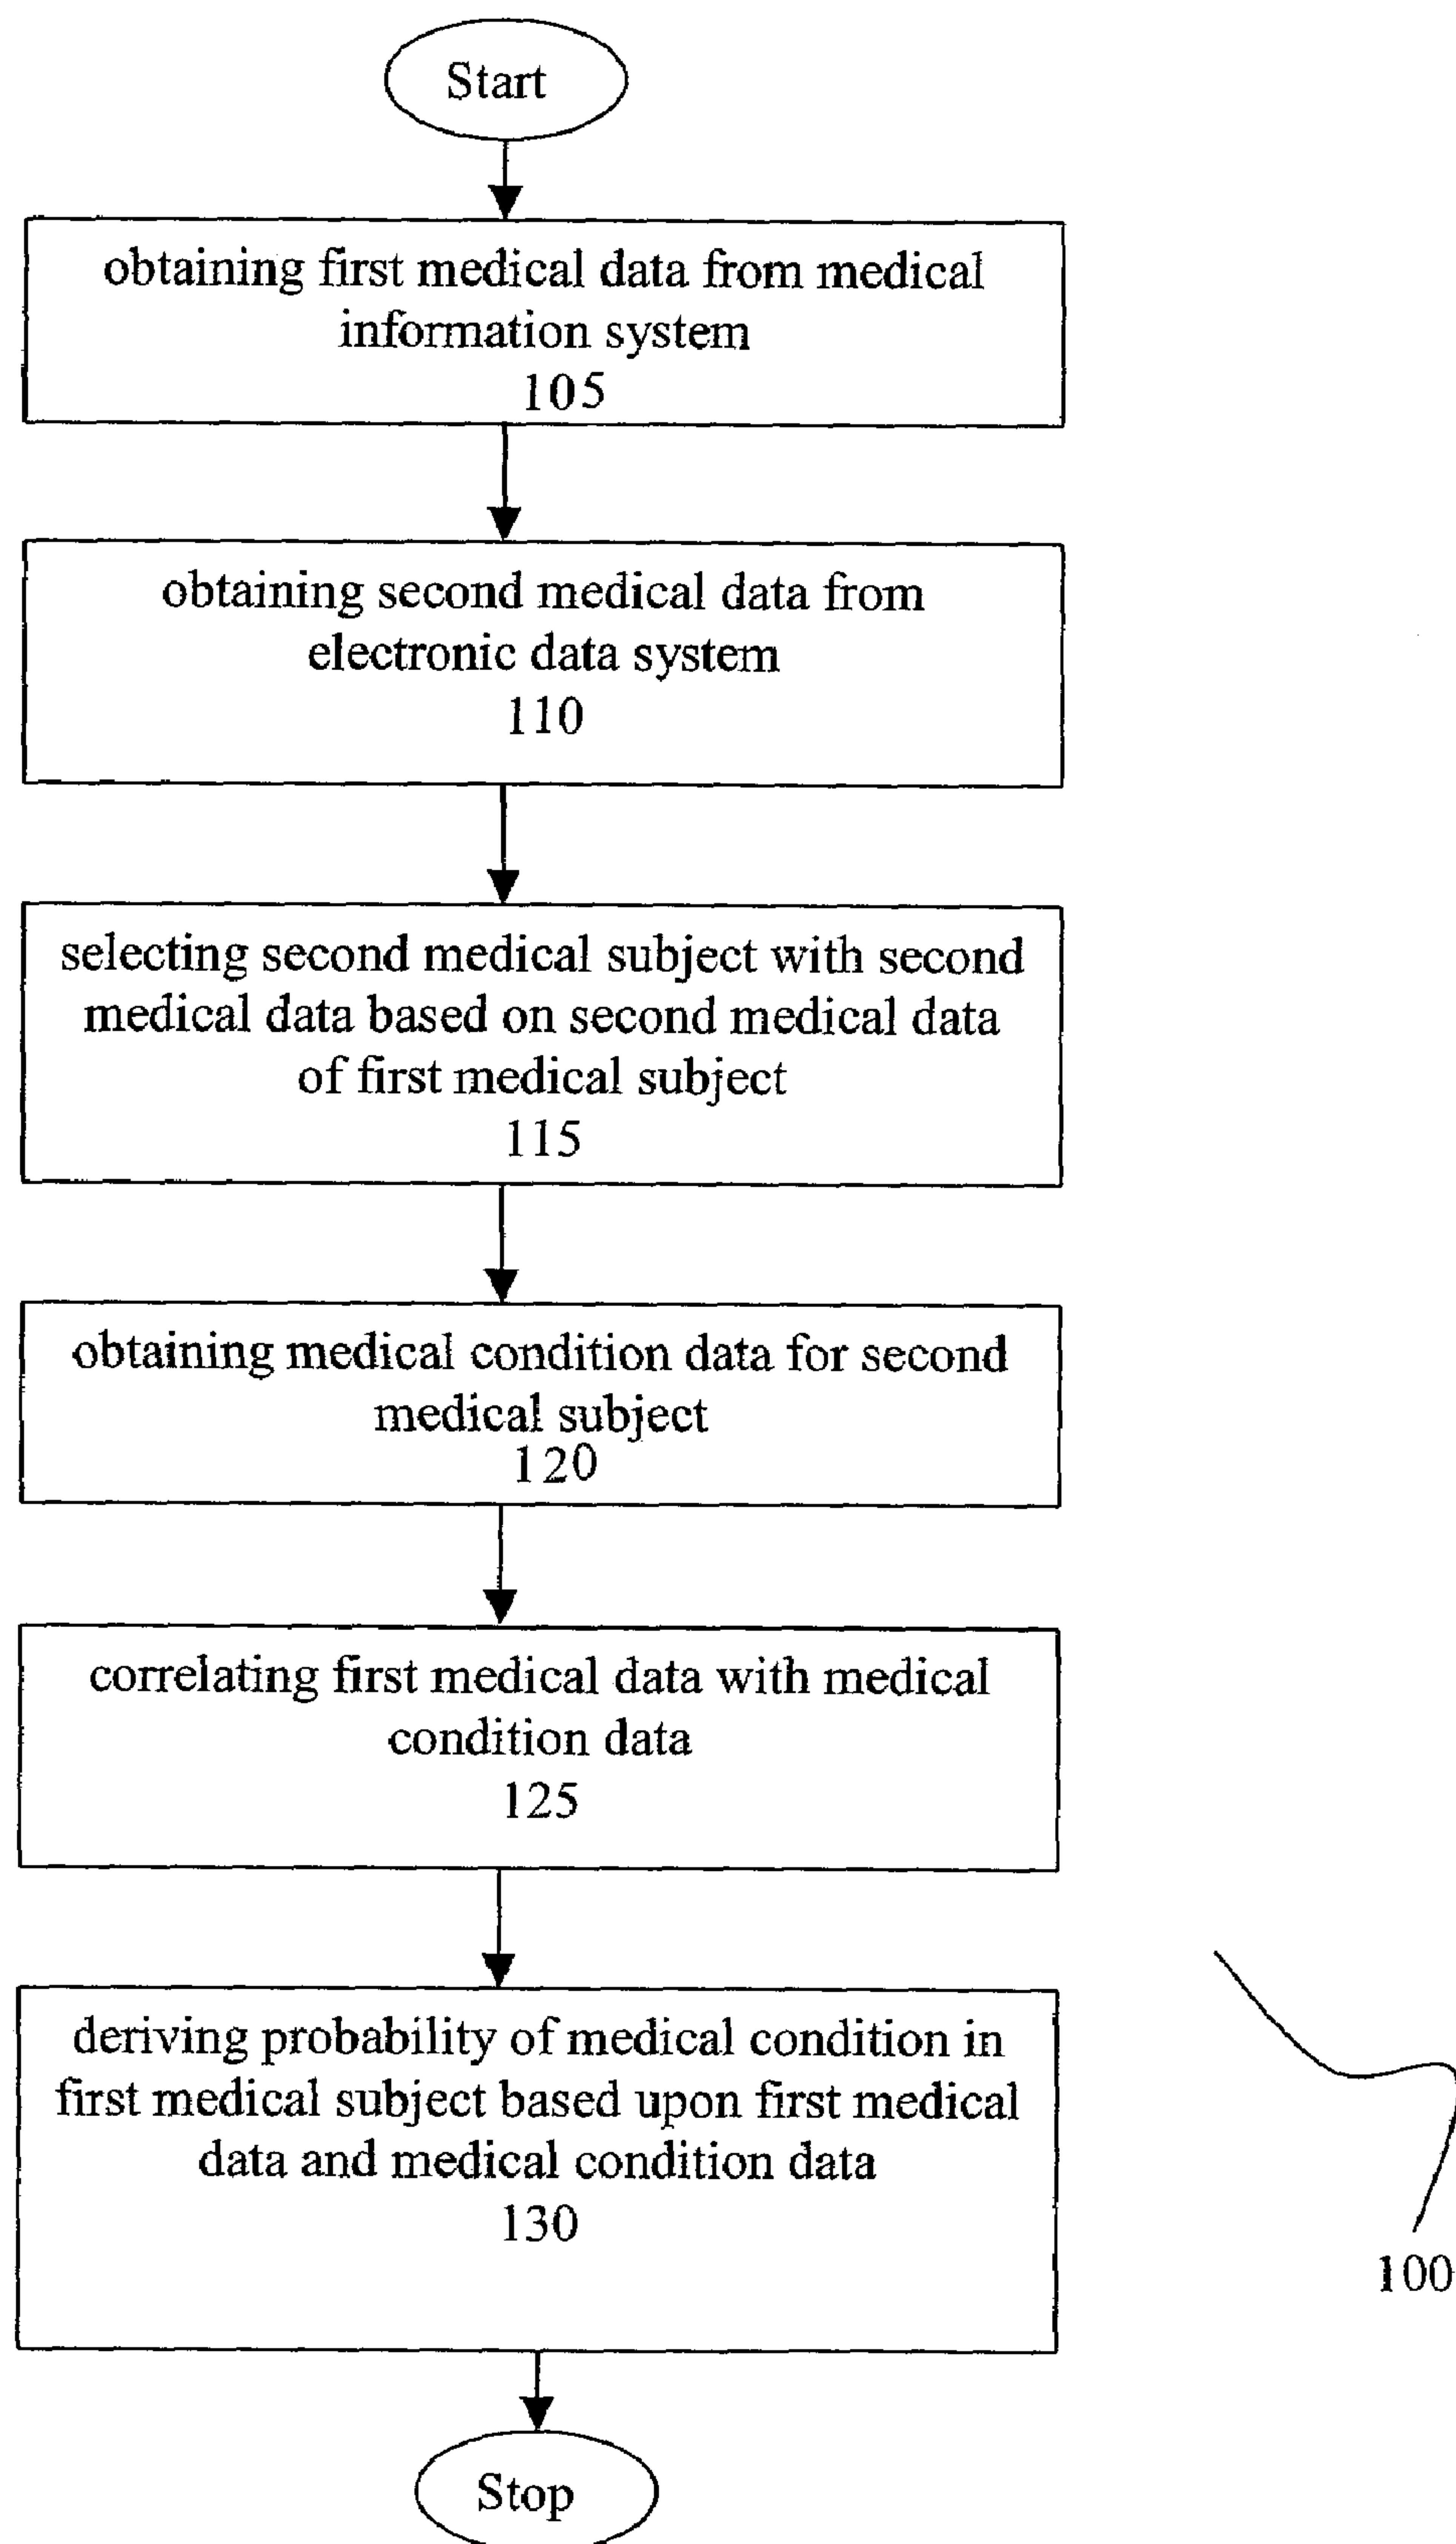 Start
obtaining first medical data from medical
information system
105
obtaining second medical data from
electronic data system
110
selecting second medical subject with second
medical data based on second medical data
of first medical subject
115
obtaining medical condition data for second
medical subject
120
correlating first medical data with medical
condition data
125
deriving probability of medical condition in
first medical subject based upon first medical
data and medical condition data
130
100
Stop